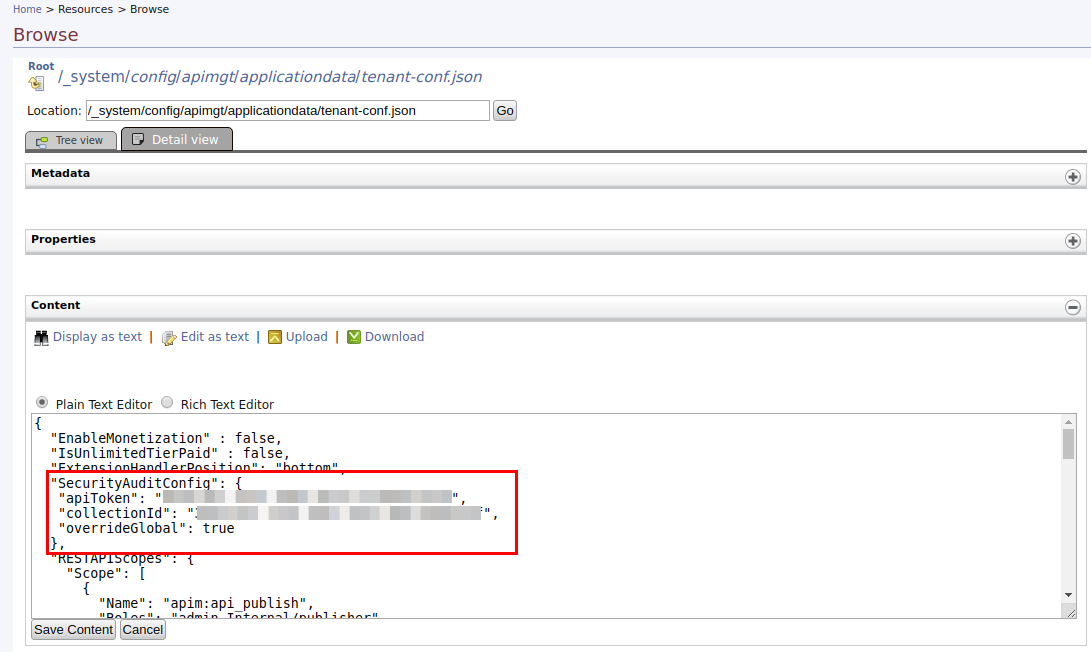 Home > Resources > Browse
Browse
Root
/_system/config/apimgt/applicationdata/tenant-conf.json
Location: /_system/config/apimgt/applicationdata/tenant-conf.json Go
Tree view Detail view
Metadata
Properties
Content
Display as text | Edit as text | Upload | Download
Plain Text Editor Rich Text Editor
{
"EnableMonetization" : false,
"IsUnlimitedTierPaid" : false,
"ExtensionHandlerPosition": "bottom",
"SecurityAuditConfig": {
"apiToken": "",
"collectionId": "",
"overrideGlobal": true
},
"RESTAPIScopes": {
"Scope": [
{
"Name": "apim:api_publish",
"Roles": "admin,Internal/publisher"
Save Content Cancel